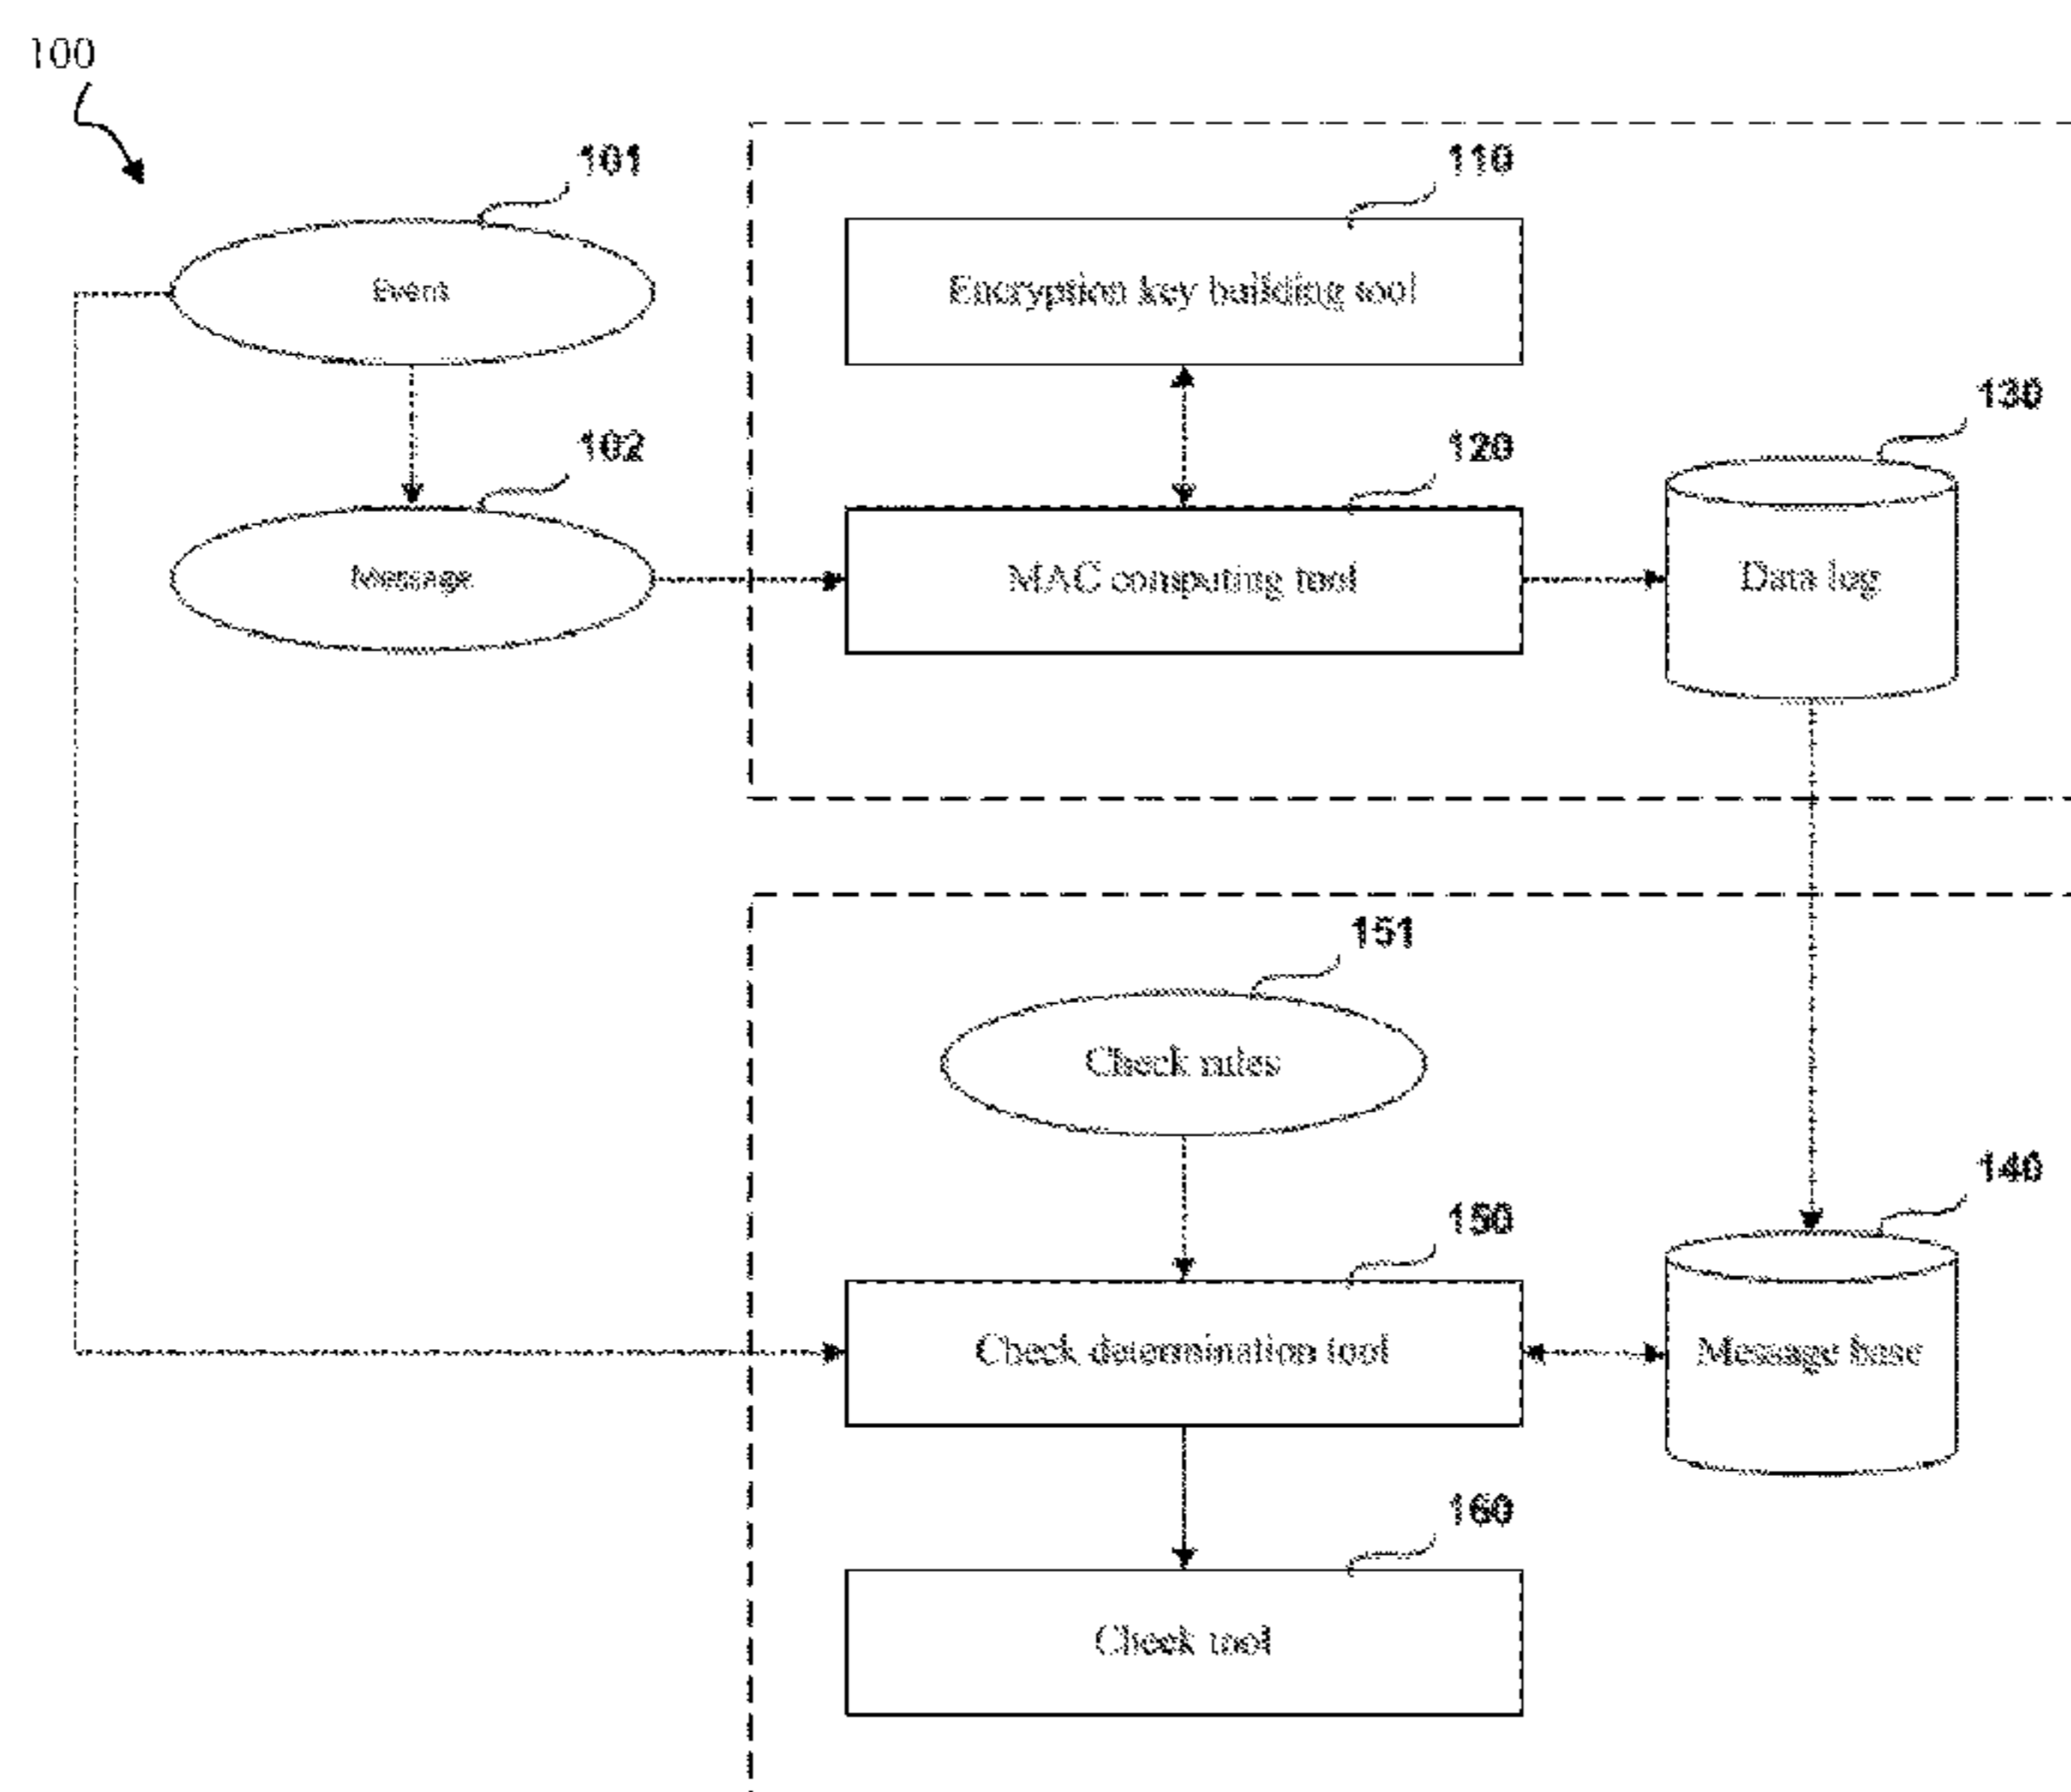 100
101
Event
102
Message
110
Encryption key building tool
120
MAC computing tool
130
Data log
151
Check rules
150
Check determination tool
140
Message base
160
Check tool